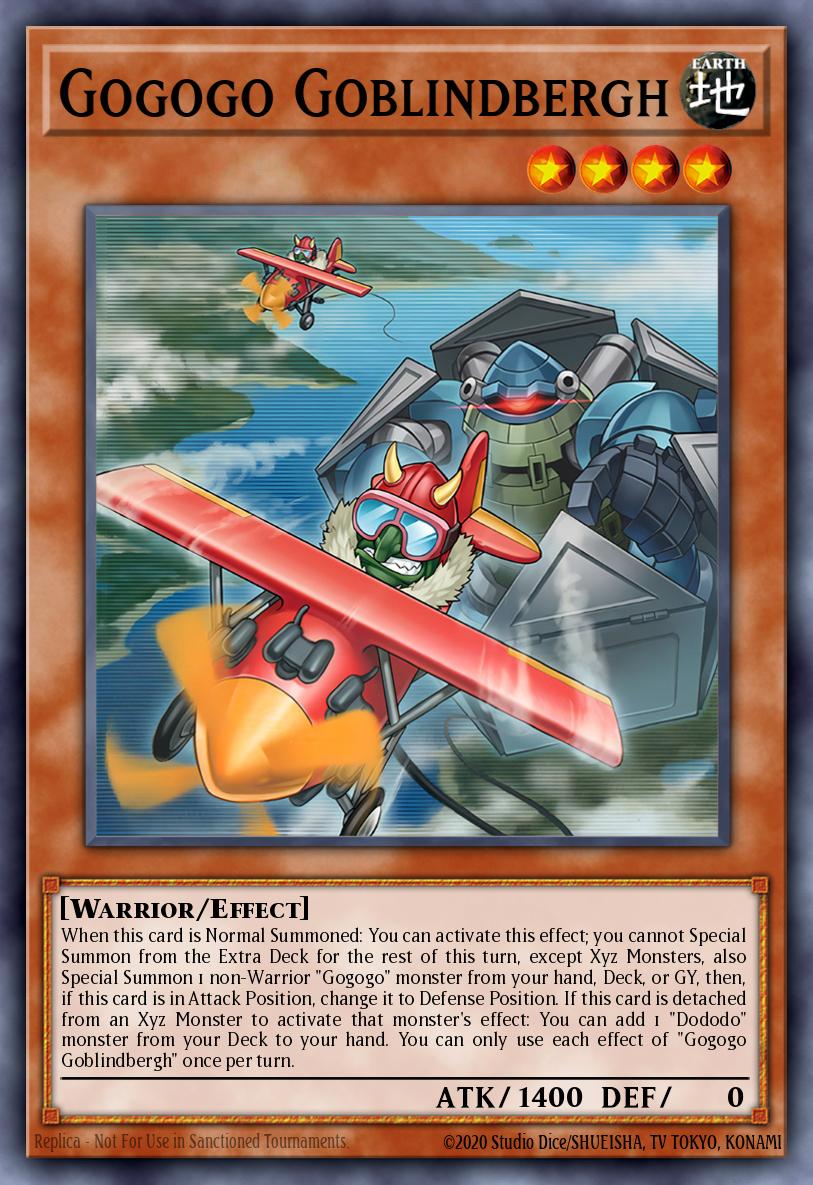 Gogogo Goblindbergh
EARTH
地
[Warrior/Effect]
When this card is Normal Summoned: You can activate this effect; you cannot Special
Summon from the Extra Deck for the rest of this turn, except Xyz Monsters, also
Special Summon 1 non-Warrior "Gogogo" monster from your hand, Deck, or GY, then,
if this card is in Attack Position, change it to Defense Position. If this card is detached
from an Xyz Monster to activate that monster's effect: You can add 1 "Dododo"
monster from your Deck to your hand. You can only use each effect of "Gogogo
Goblindbergh" once per turn.
ATK/1400 DEF/ 0
Replica - Not For Use in Sanctioned Tournaments.
©2020 Studio Dice/SHUEISHA, TV TOKYO, KONAMI